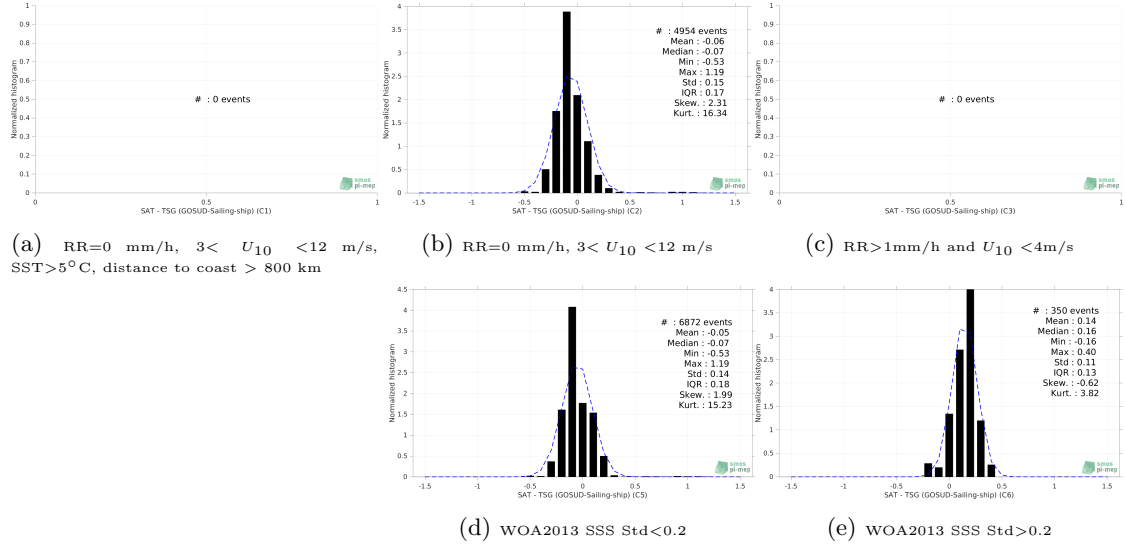 1
0.9
0.8
0.7
0.6
0.5
0.4
0.3
0.2
0.1
0
Normalized histogram
# : 0 events
smos
pi-mep
0 0.5 1
SAT - TSG (GOSUD-Sailing-ship) (C1)
(a) RR=0 mm/h, 3< U10 <12 m/s,
SST>5°C, distance to coast > 800 km
4
3.5
3
2.5
2
1.5
1
0.5
0
Normalized histogram
# : 4954 events
Mean : -0.06
Median : -0.07
Min : -0.53
Max : 1.19
Std : 0.15
IQR : 0.17
Skew. : 2.31
Kurt. : 16.34
smos
pi-mep
-1.5 -1 -0.5 0 0.5 1 1.5
SAT - TSG (GOSUD-Sailing-ship) (C2)
(b) RR=0 mm/h, 3< U10 <12 m/s
1
0.9
0.8
0.7
0.6
0.5
0.4
0.3
0.2
0.1
0
Normalized histogram
# : 0 events
smos
pi-mep
0 0.5 1
SAT - TSG (GOSUD-Sailing-ship) (C3)
(c) RR>1mm/h and U10 <4m/s
4.5
4
3.5
3
2.5
2
1.5
1
0.5
0
Normalized histogram
# : 6872 events
Mean : -0.05
Median : -0.07
Min : -0.53
Max : 1.19
Std : 0.14
IQR : 0.18
Skew. : 1.99
Kurt. : 15.23
smos
pi-mep
-1.5 -1 -0.5 0 0.5 1 1.5
SAT - TSG (GOSUD-Sailing-ship) (C5)
(d) WOA2013 SSS Std<0.2
4
3.5
3
2.5
2
1.5
1
0.5
0
Normalized histogram
# : 350 events
Mean : 0.14
Median : 0.16
Min : -0.16
Max : 0.40
Std : 0.11
IQR : 0.13
Skew. : -0.62
Kurt. : 3.82
smos
pi-mep
-1.5 -1 -0.5 0 0.5 1 1.5
SAT - TSG (GOSUD-Sailing-ship) (C6)
(e) WOA2013 SSS Std>0.2